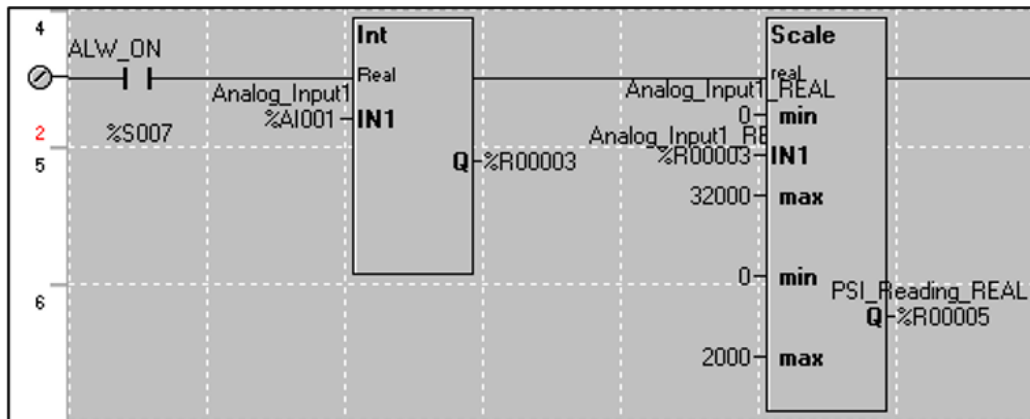 4
ALW_ON
%S007
2
5
6
Int
Real
Analog_Input1
%AI001
IN1
Q
%R00003
Scale
real
Analog_Input1_REAL
0
min
Analog_Input1_RE
%R00003
IN1
32000
max
0
min
PSI_Reading_REAL
Q
%R00005
2000
max